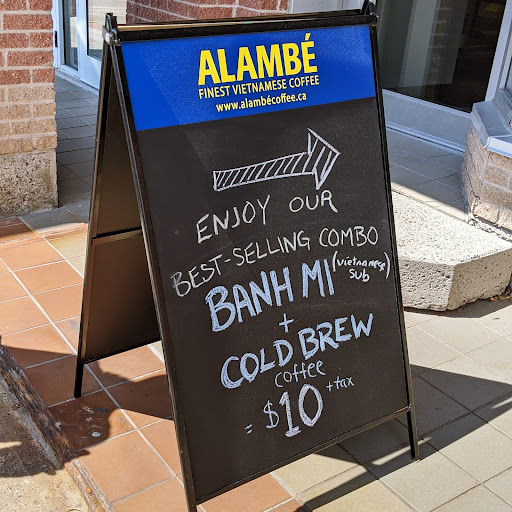 ALAMBÉ
FINEST VIETNAMESE COFFEE
www.alambécoffee.ca
ENJOY OUR
BEST-SELLING COMBO
BANH MI (vietnamese sub)
+
COLD BREW
coffee
= $10 + tax